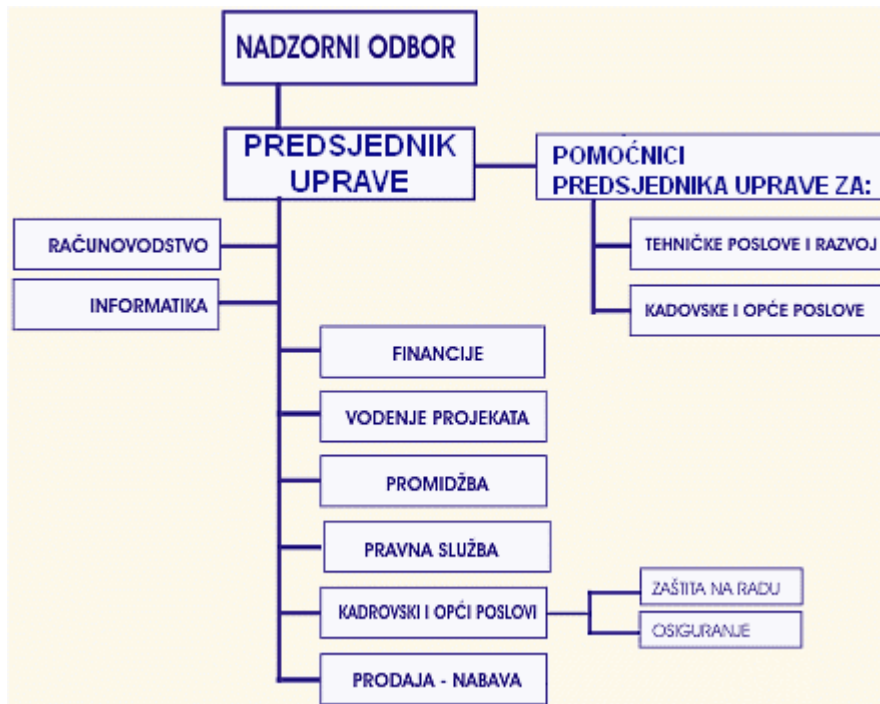 NADZORNI ODBOR
PREDSJEDNIK
UPRAVE
POMOĆNICI
PREDSJEDNIKA UPRAVE ZA:
RAČUNOVODSTVO
TEHNIČKE POSLOVE I RAZVOJ
INFORMATIKA
KADOVSKE I OPĆE POSLOVE
FINANCIJE
VODENJE PROJEKATA
PROMIDŽBA
PRAVNA SLUŽBA
KADROVSKI I OPĆI POSLOVI
ZAŠTITA NA RADU
OSIGURANJE
PRODAJA - NABAVA